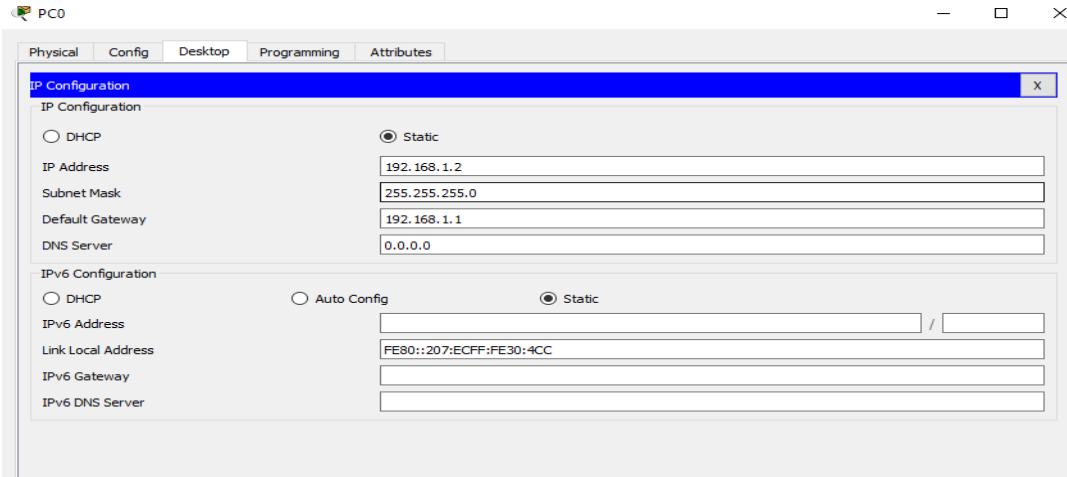 PC0
Physical Config Desktop Programming Attributes
IP Configuration X
IP Configuration
DHCP Static
IP Address 192.168.1.2
Subnet Mask 255.255.255.0
Default Gateway 192.168.1.1
DNS Server 0.0.0.0
IPv6 Configuration
DHCP Auto Config Static
IPv6 Address /
Link Local Address FE80::207:ECFF:FE30:4CC
IPv6 Gateway
IPv6 DNS Server